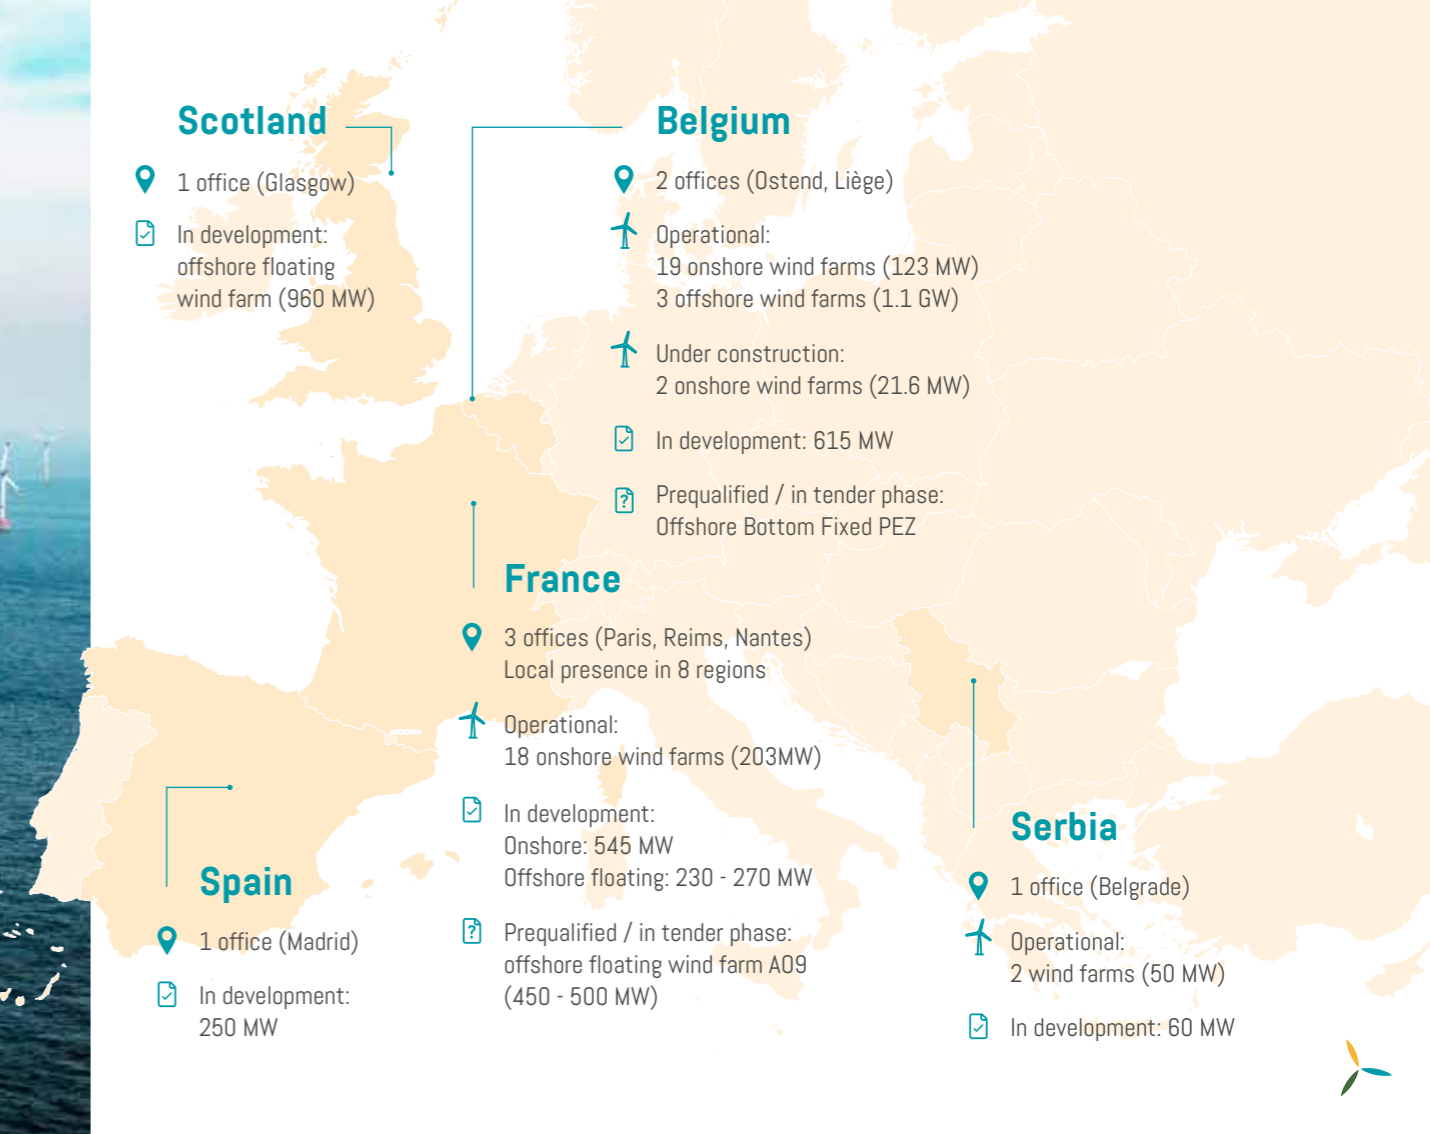 Scotland
1 office (Glasgow)
In development:
offshore floating
wind farm (960 MW)
Belgium
2 offices (Ostend, Liège)
Operational:
19 onshore wind farms (123 MW)
3 offshore wind farms (1.1 GW)
Under construction:
2 onshore wind farms (21.6 MW)
In development: 615 MW
Prequalified / in tender phase:
Offshore Bottom Fixed PEZ
France
3 offices (Paris, Reims, Nantes)
Local presence in 8 regions
Operational:
18 onshore wind farms (203MW)
In development:
Onshore: 545 MW
Offshore floating: 230 - 270 MW
Prequalified / in tender phase:
offshore floating wind farm AO9
(450 - 500 MW)
ANDORRA
Spain
1 office (Madrid)
In development:
250 MW
Serbia
1 office (Belgrade)
Operational:
2 wind farms (50 MW)
In development: 60 MW